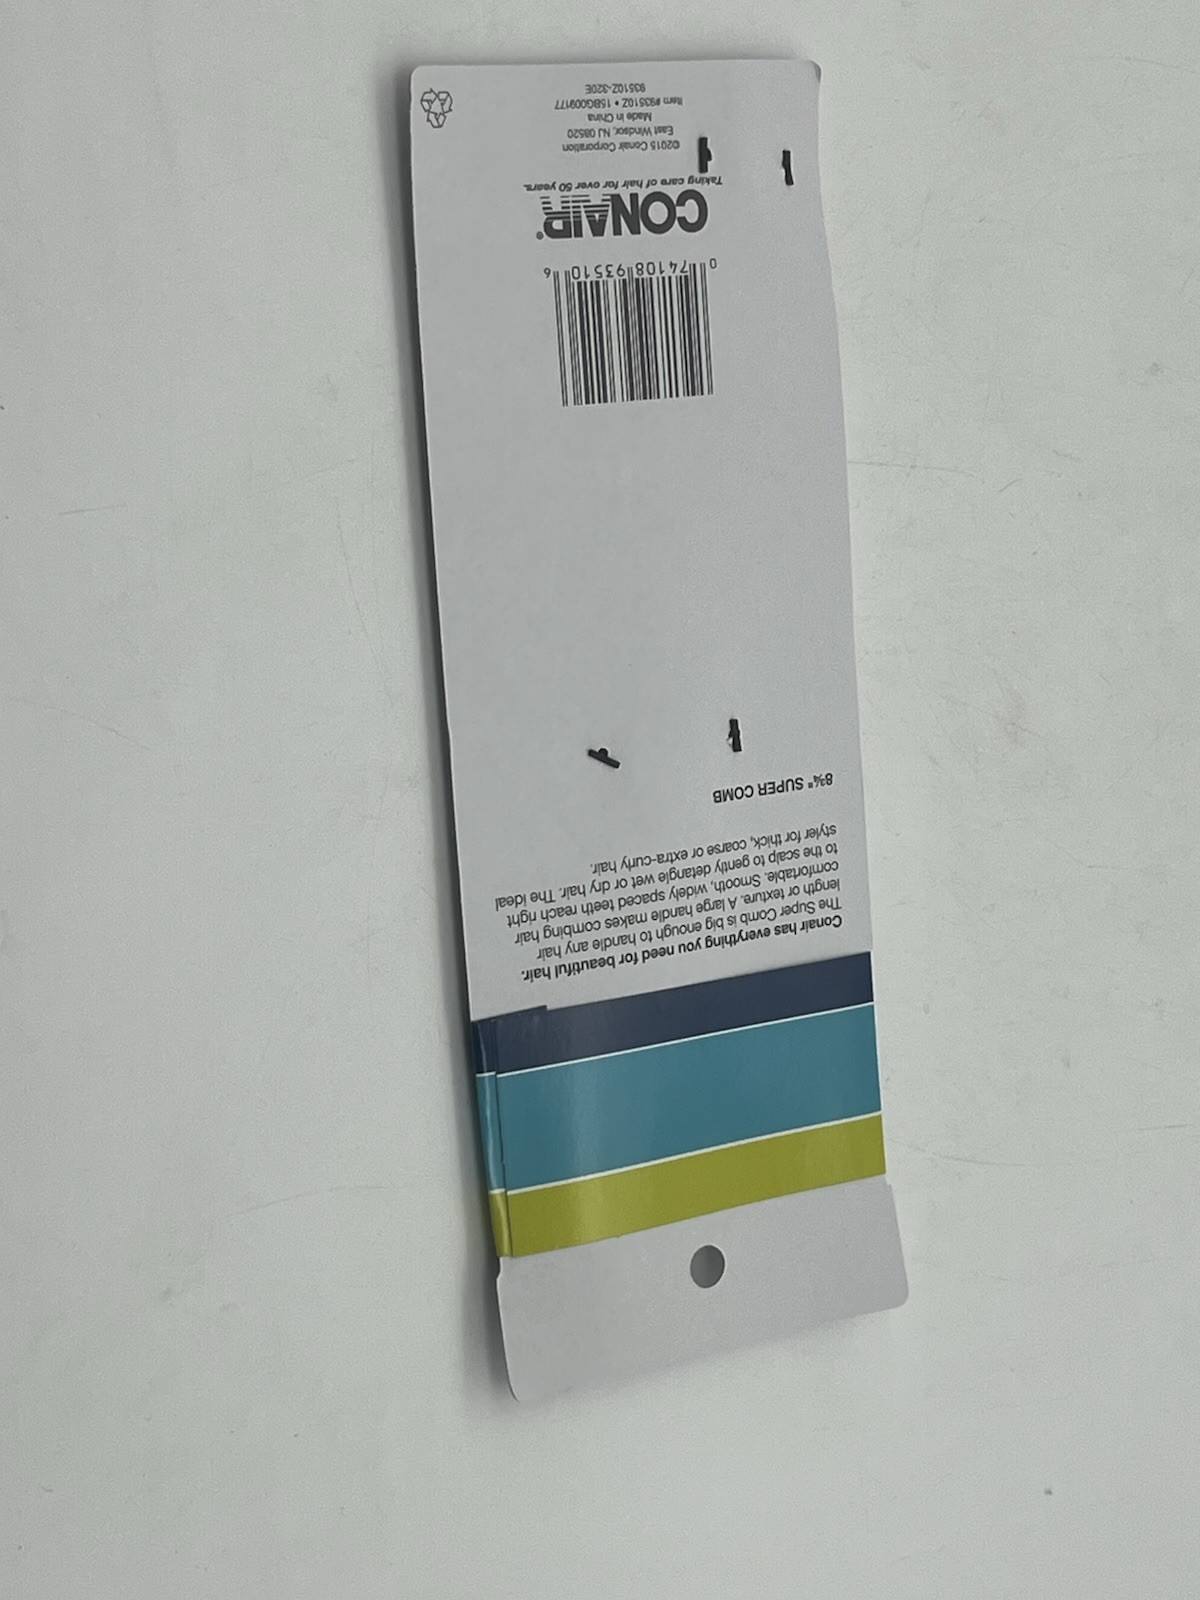 Conair has everything you need for beautiful hair.
The Super Comb is big enough to handle any hair
length or texture. A large handle makes combing hair
comfortable. Smooth, widely spaced teeth reach right
to the scalp to gently detangle wet or dry hair. The ideal
styler for thick, coarse or extra-curly hair.
8¾" SUPER COMB
0 74108 93510 6
CONAIR®
Taking care of hair for over 50 years.
©2015 Conair Corporation
East Windsor, NJ 08520
Made in China
Item #93510Z • 15BG009177
93510Z-320E